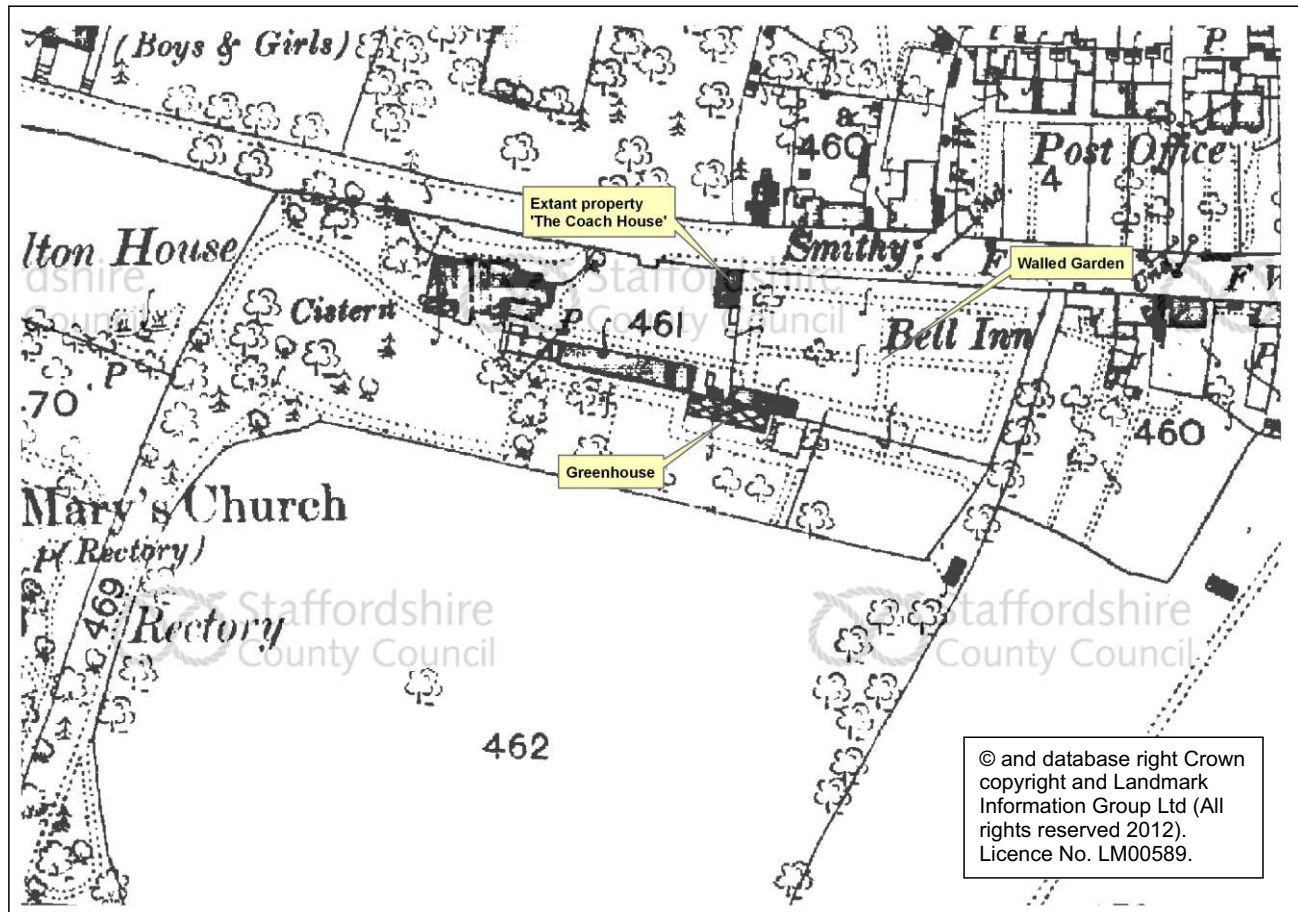 (Boys & Girls)
P
a
460
Post Office
4
Extant property
'The Coach House'
Smithy
F
Walled Garden
lton House
dshire
Council
Staffordshire
County Council
F
Cistern
P
461
Bell Inn
P
P
.70
460
Greenhouse
Mary's Church
(Rectory)
469
Rectory
Staffordshire
County Council
Staffordshire
County Council
462
© and database right Crown
copyright and Landmark
Information Group Ltd (All
rights reserved 2012).
Licence No. LM00589.